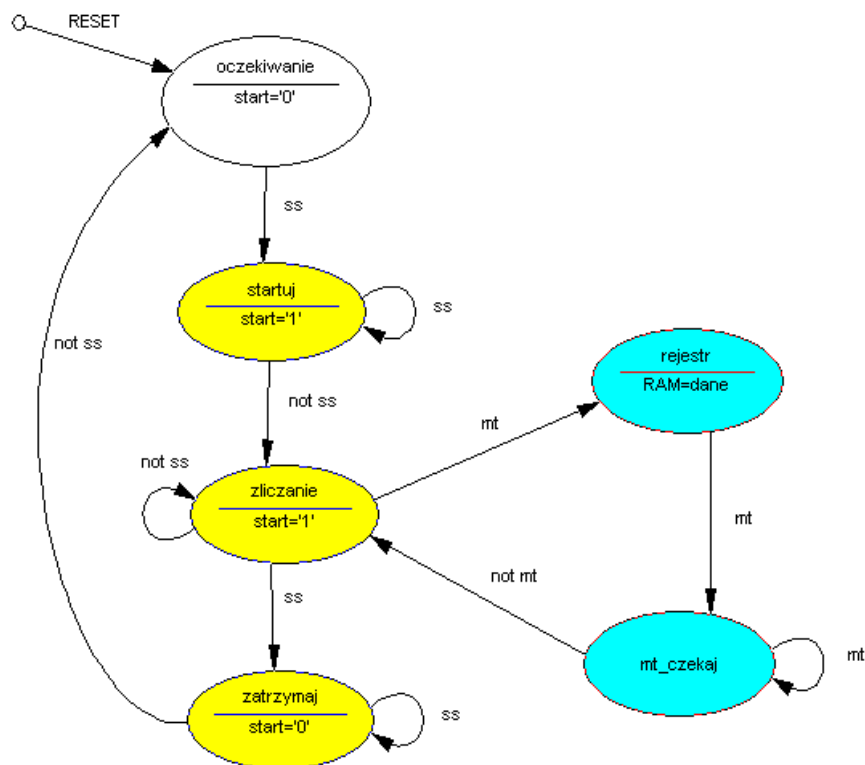 RESET
oczekiwanie
start='0'
ss
startuj
start='1'
ss
not ss
not ss
rejestr
RAM=dane
mt
not ss
zliczanie
start='1'
mt
not mt
ss
mt_czekaj
mt
zatrzymaj
start='0'
ss